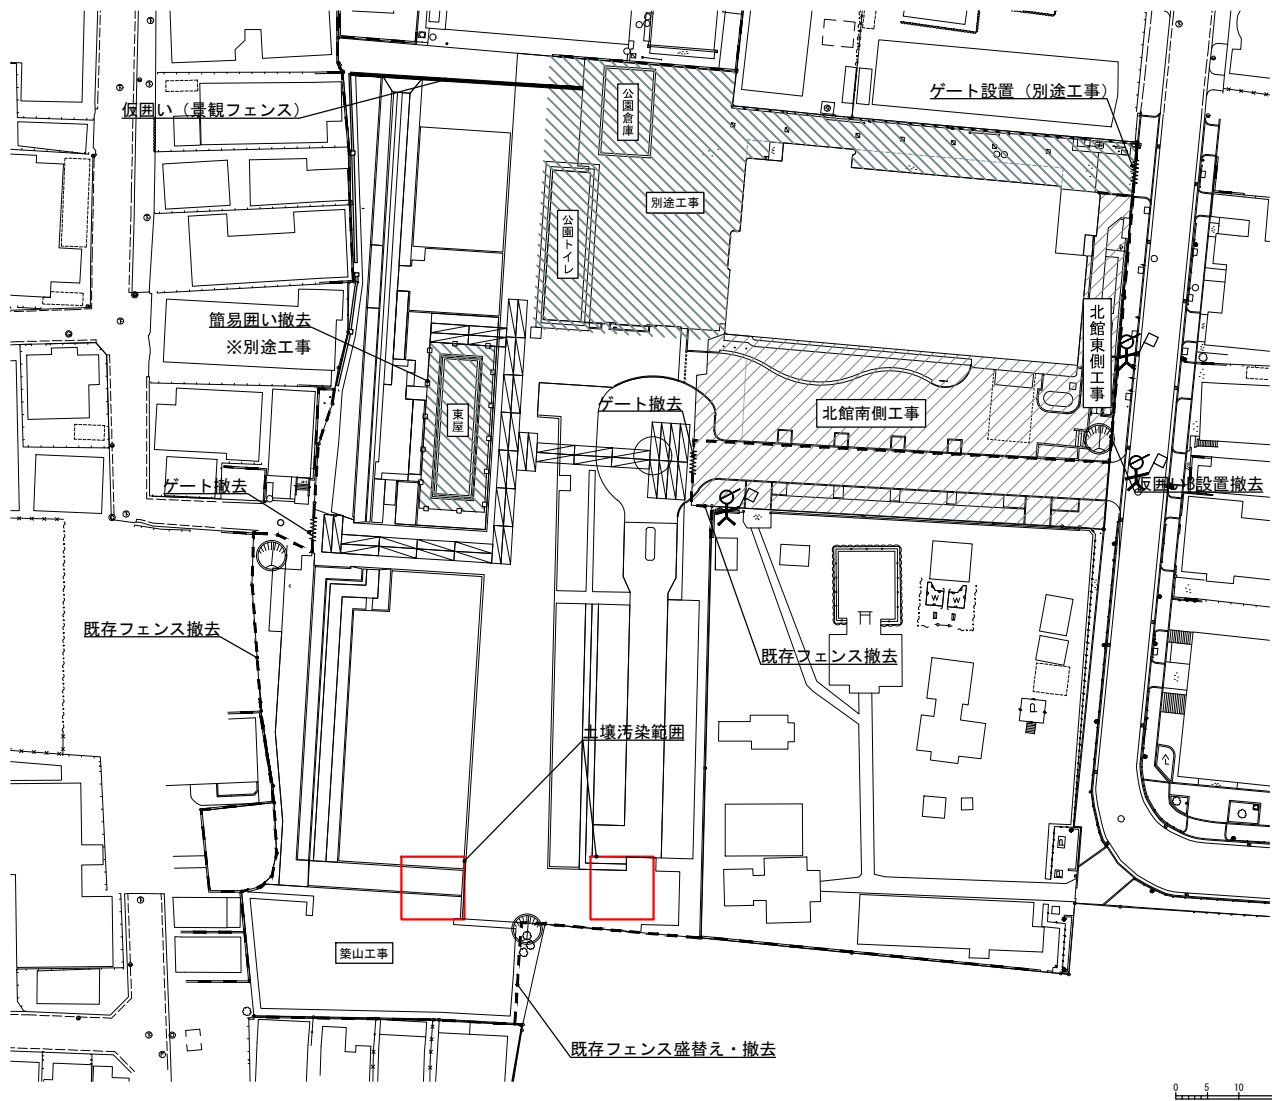 仮囲い（景観フェンス）
公園倉庫
ゲート設置（別途工事）
別途工事
公園トイレ
簡易囲い撤去
※別途工事
北館東側工事
東屋
ゲート撤去
北館南側工事
ゲート撤去
仮囲いB設置撤去
既存フェンス撤去
W W
既存フェンス撤去
P
土壌汚染範囲
築山工事
既存フェンス盛替え・撤去
0 5 10